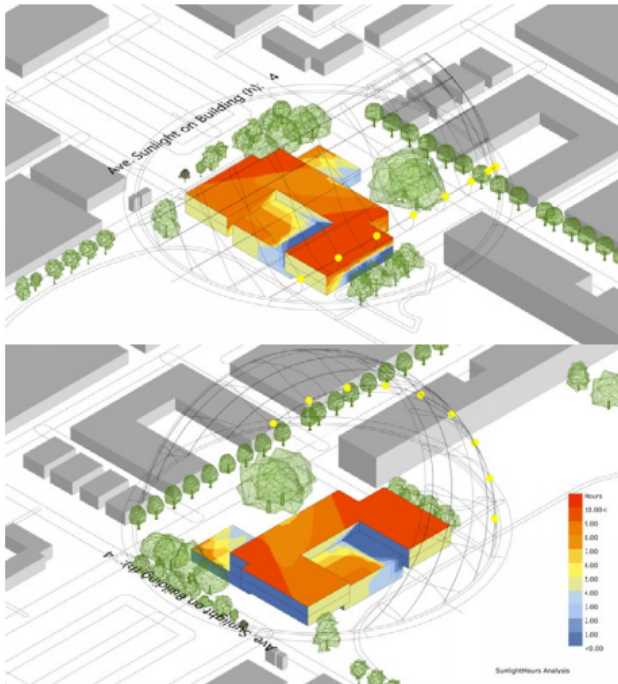 Ave. Sunlight on Building (h): 4
Ave. Sunlight on Building (h): 4
Hours
10.00<
9.00
8.00
7.00
6.00
5.00
4.00
3.00
2.00
1.00
<0.00
SunlightHours Analysis